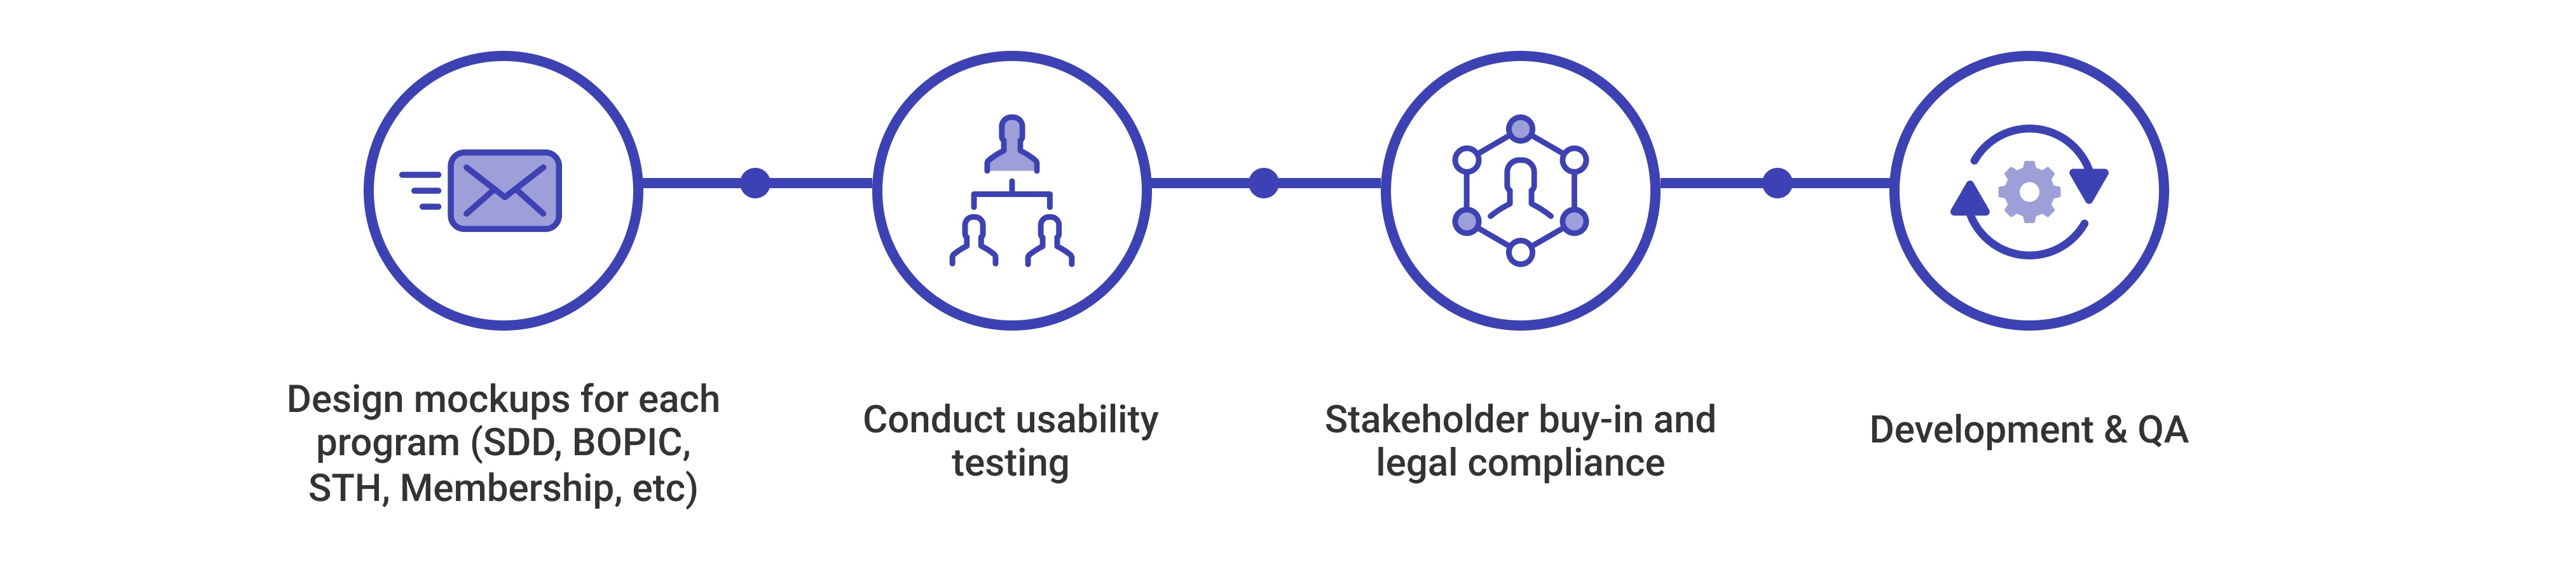 Design mockups for each
program (SDD, BOPIC,
STH, Membership, etc)
Conduct usability
testing
Stakeholder buy-in and
legal compliance
Development & QA